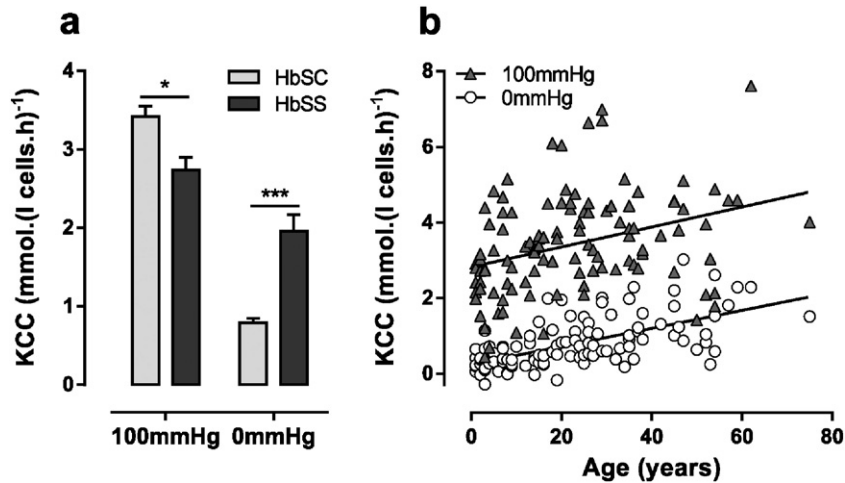 a
KCC (mmol.(l cells.h)-1)
4
3
2
1
0
*
***
HbSC
HbSS
100mmHg 0mmHg
b
KCC (mmol.(l cells.h)-1)
8
6
4
2
0
100mmHg
0mmHg
0 20 40 60 80
Age (years)